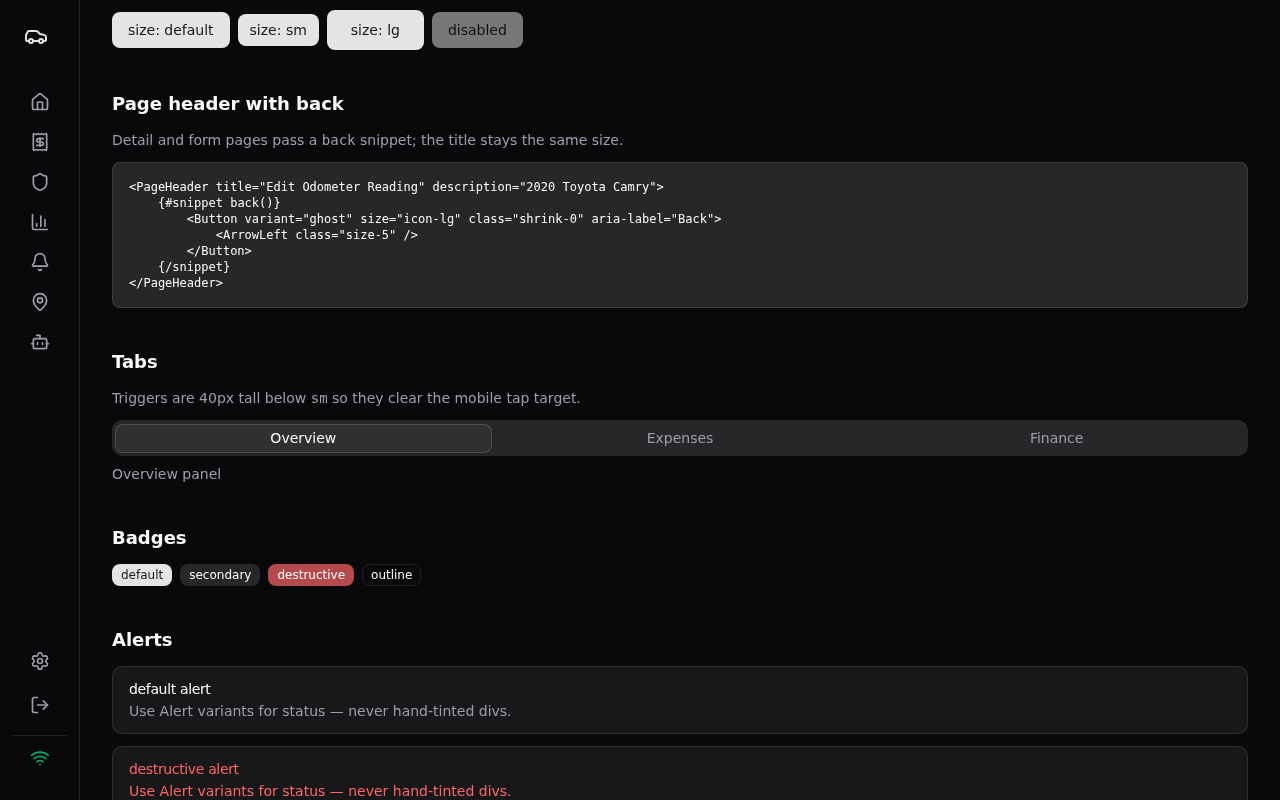 size: default size: sm size: lg disabled
Page header with back
Detail and form pages pass a back snippet; the title stays the same size.
<PageHeader title="Edit Odometer Reading" description="2020 Toyota Camry">
    {#snippet back()}
        <Button variant="ghost" size="icon-lg" class="shrink-0" aria-label="Back">
            <ArrowLeft class="size-5" />
        </Button>
    {/snippet}
</PageHeader>
Tabs
Triggers are 40px tall below sm so they clear the mobile tap target.
Overview Expenses Finance
Overview panel
Badges
default secondary destructive outline
Alerts
default alert
Use Alert variants for status — never hand-tinted divs.
destructive alert
Use Alert variants for status — never hand-tinted divs.